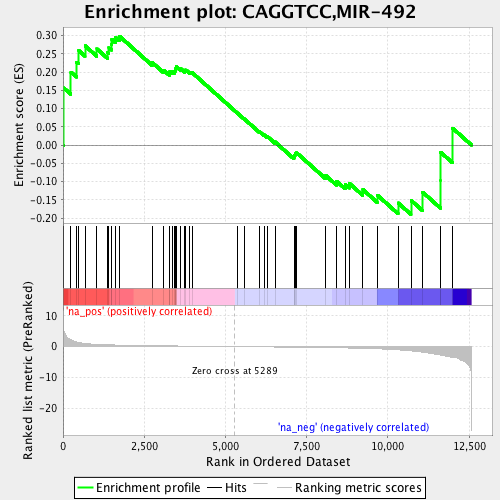 Enrichment plot: CAGGTCC,MIR-492
Enrichment score (ES)
0.30
0.25
0.20
0.15
0.10
0.05
0.00
-0.05
-0.10
-0.15
-0.20
'na_pos' (positively correlated)
Ranked list metric (PreRanked)
10
0
-10
-20
Zero cross at 5289
'na_neg' (negatively correlated)
0
2,500
5,000
7,500
10,000
12,500
Rank in Ordered Dataset
Enrichment profile
Hits
Ranking metric scores